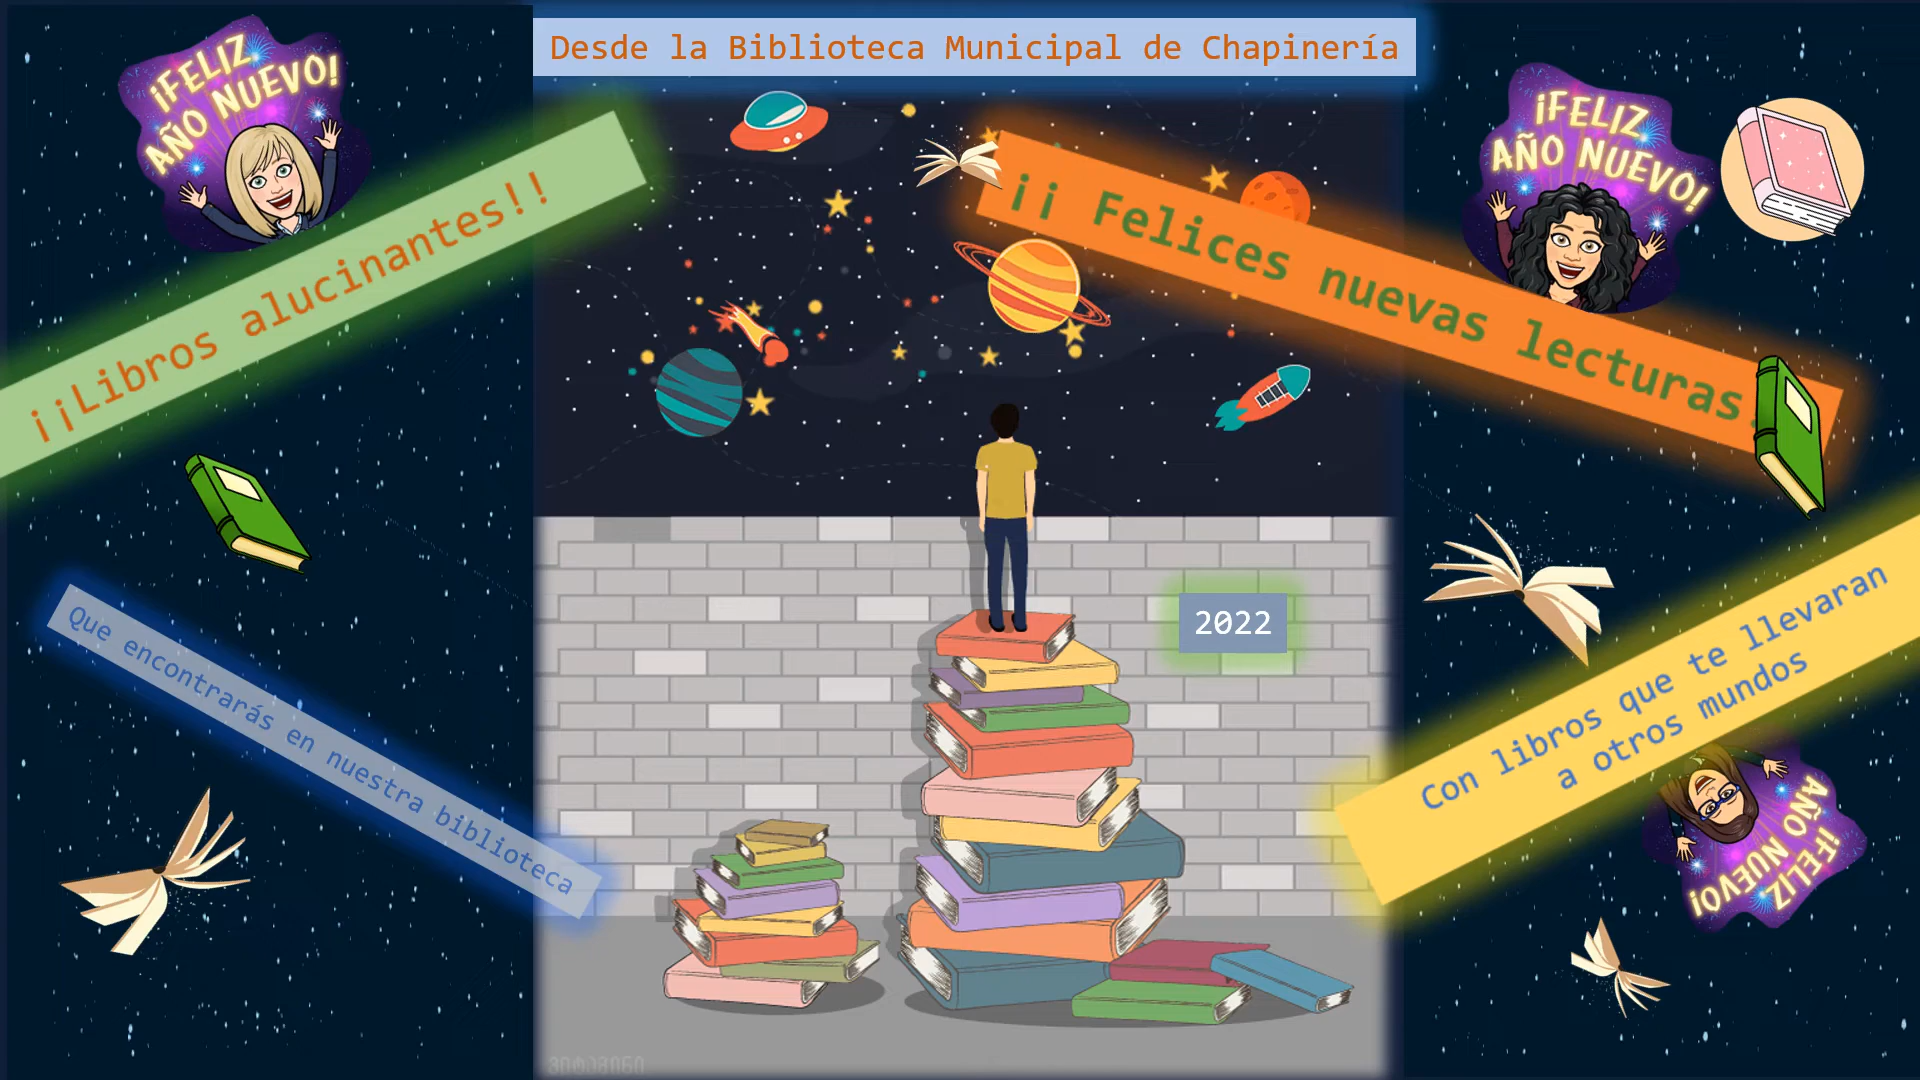 Desde la Biblioteca Municipal de Chapinería
¡FELIZ
AÑO NUEVO!
¡¡Libros alucinantes!!
¡¡ Felices nuevas lecturas
¡FELIZ
AÑO NUEVO!
Que encontrarás en nuestra biblioteca
2022
Con libros que te llevaran
a otros mundos
¡FELIZ
AÑO NUEVO!